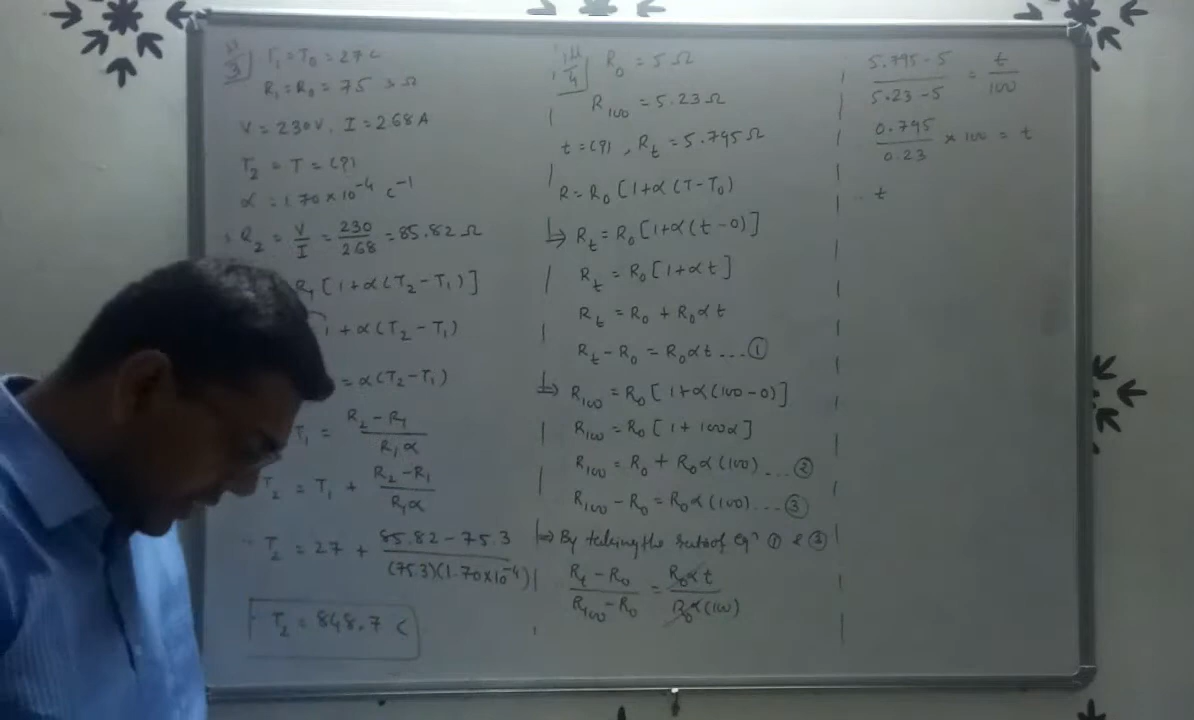 11/3] T₁ = T₀ = 27 C
R₁ = R₀ = 75.3 Ω
V = 230V, I = 268 A
T₂ = T = (?)
α = 1.70×10⁻⁴ C⁻¹
R₂ = V/I = 230/268 = 85.82 Ω
R₁[1+α(T₂-T₁)]
1 + α(T₂-T₁)
= α(T₂-T₁)
T₁ = R₂-R₁/R₁α
T₂ = T₁ + R₂-R₁/R₁α
T₂ = 27 + 85.82-75.3/(75.3)(1.70×10⁻⁴)
T₂ = 848.7 C
11/4] R₀ = 5 Ω
R₁₀₀ = 5.23 Ω
t = (?), Rt = 5.795 Ω
R = R₀[1+α(T-T₀)
↳ Rt = R₀[1+α(t-0)]
Rt = R₀[1+αt]
Rt = R₀ + R₀αt
Rt - R₀ = R₀αt ...①
↳ R₁₀₀ = R₀[1+α(100-0)]
R₁₀₀ = R₀[1+100α]
R₁₀₀ = R₀ + R₀α(100) ...②
R₁₀₀ - R₀ = R₀α(100) ...③
↳ By taking the ratio of eqⁿ ① & ③
Rt-R₀/R₁₀₀-R₀ = R₀αt/R₀α(100)
5.795-5/5.23-5 = t/100
0.795/0.23 × 100 = t
t